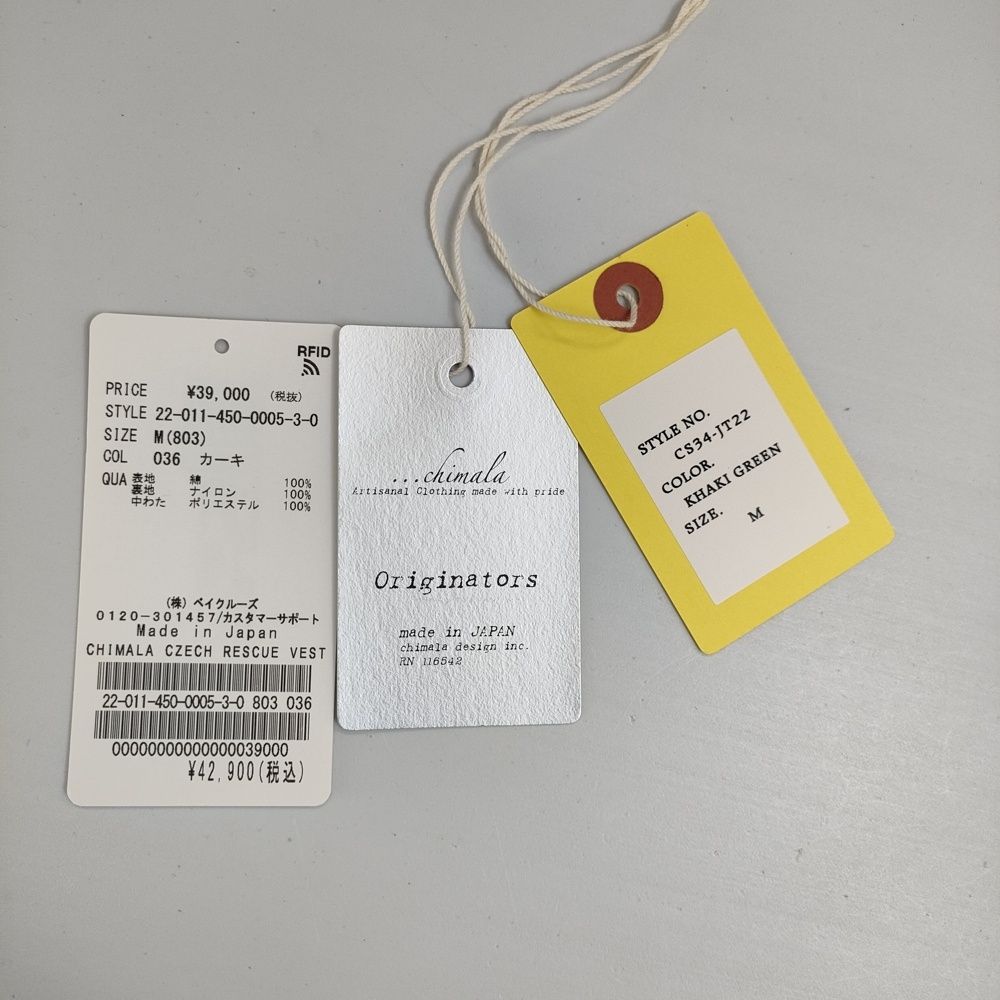 RFID
PRICE ¥39,000 (税抜)
STYLE 22-011-450-0005-3-0
SIZE M(803)
COL 036 カーキ
QUA 表地 綿 100%
裏地 ナイロン 100%
中わた ポリエステル 100%
(株) ベイクルーズ
0120-301457/カスタマーサポート
Made in Japan
CHIMALA CZECH RESCUE VEST
22-011-450-0005-3-0 803 036
00000000000000039000
¥42,900(税込)
...chimala
Artisanal Clothing made with pride
Originators
made in JAPAN
chimala design inc.
RN 116542
STYLE NO.
CS34-JT22
COLOR.
KHAKI GREEN
SIZE. M